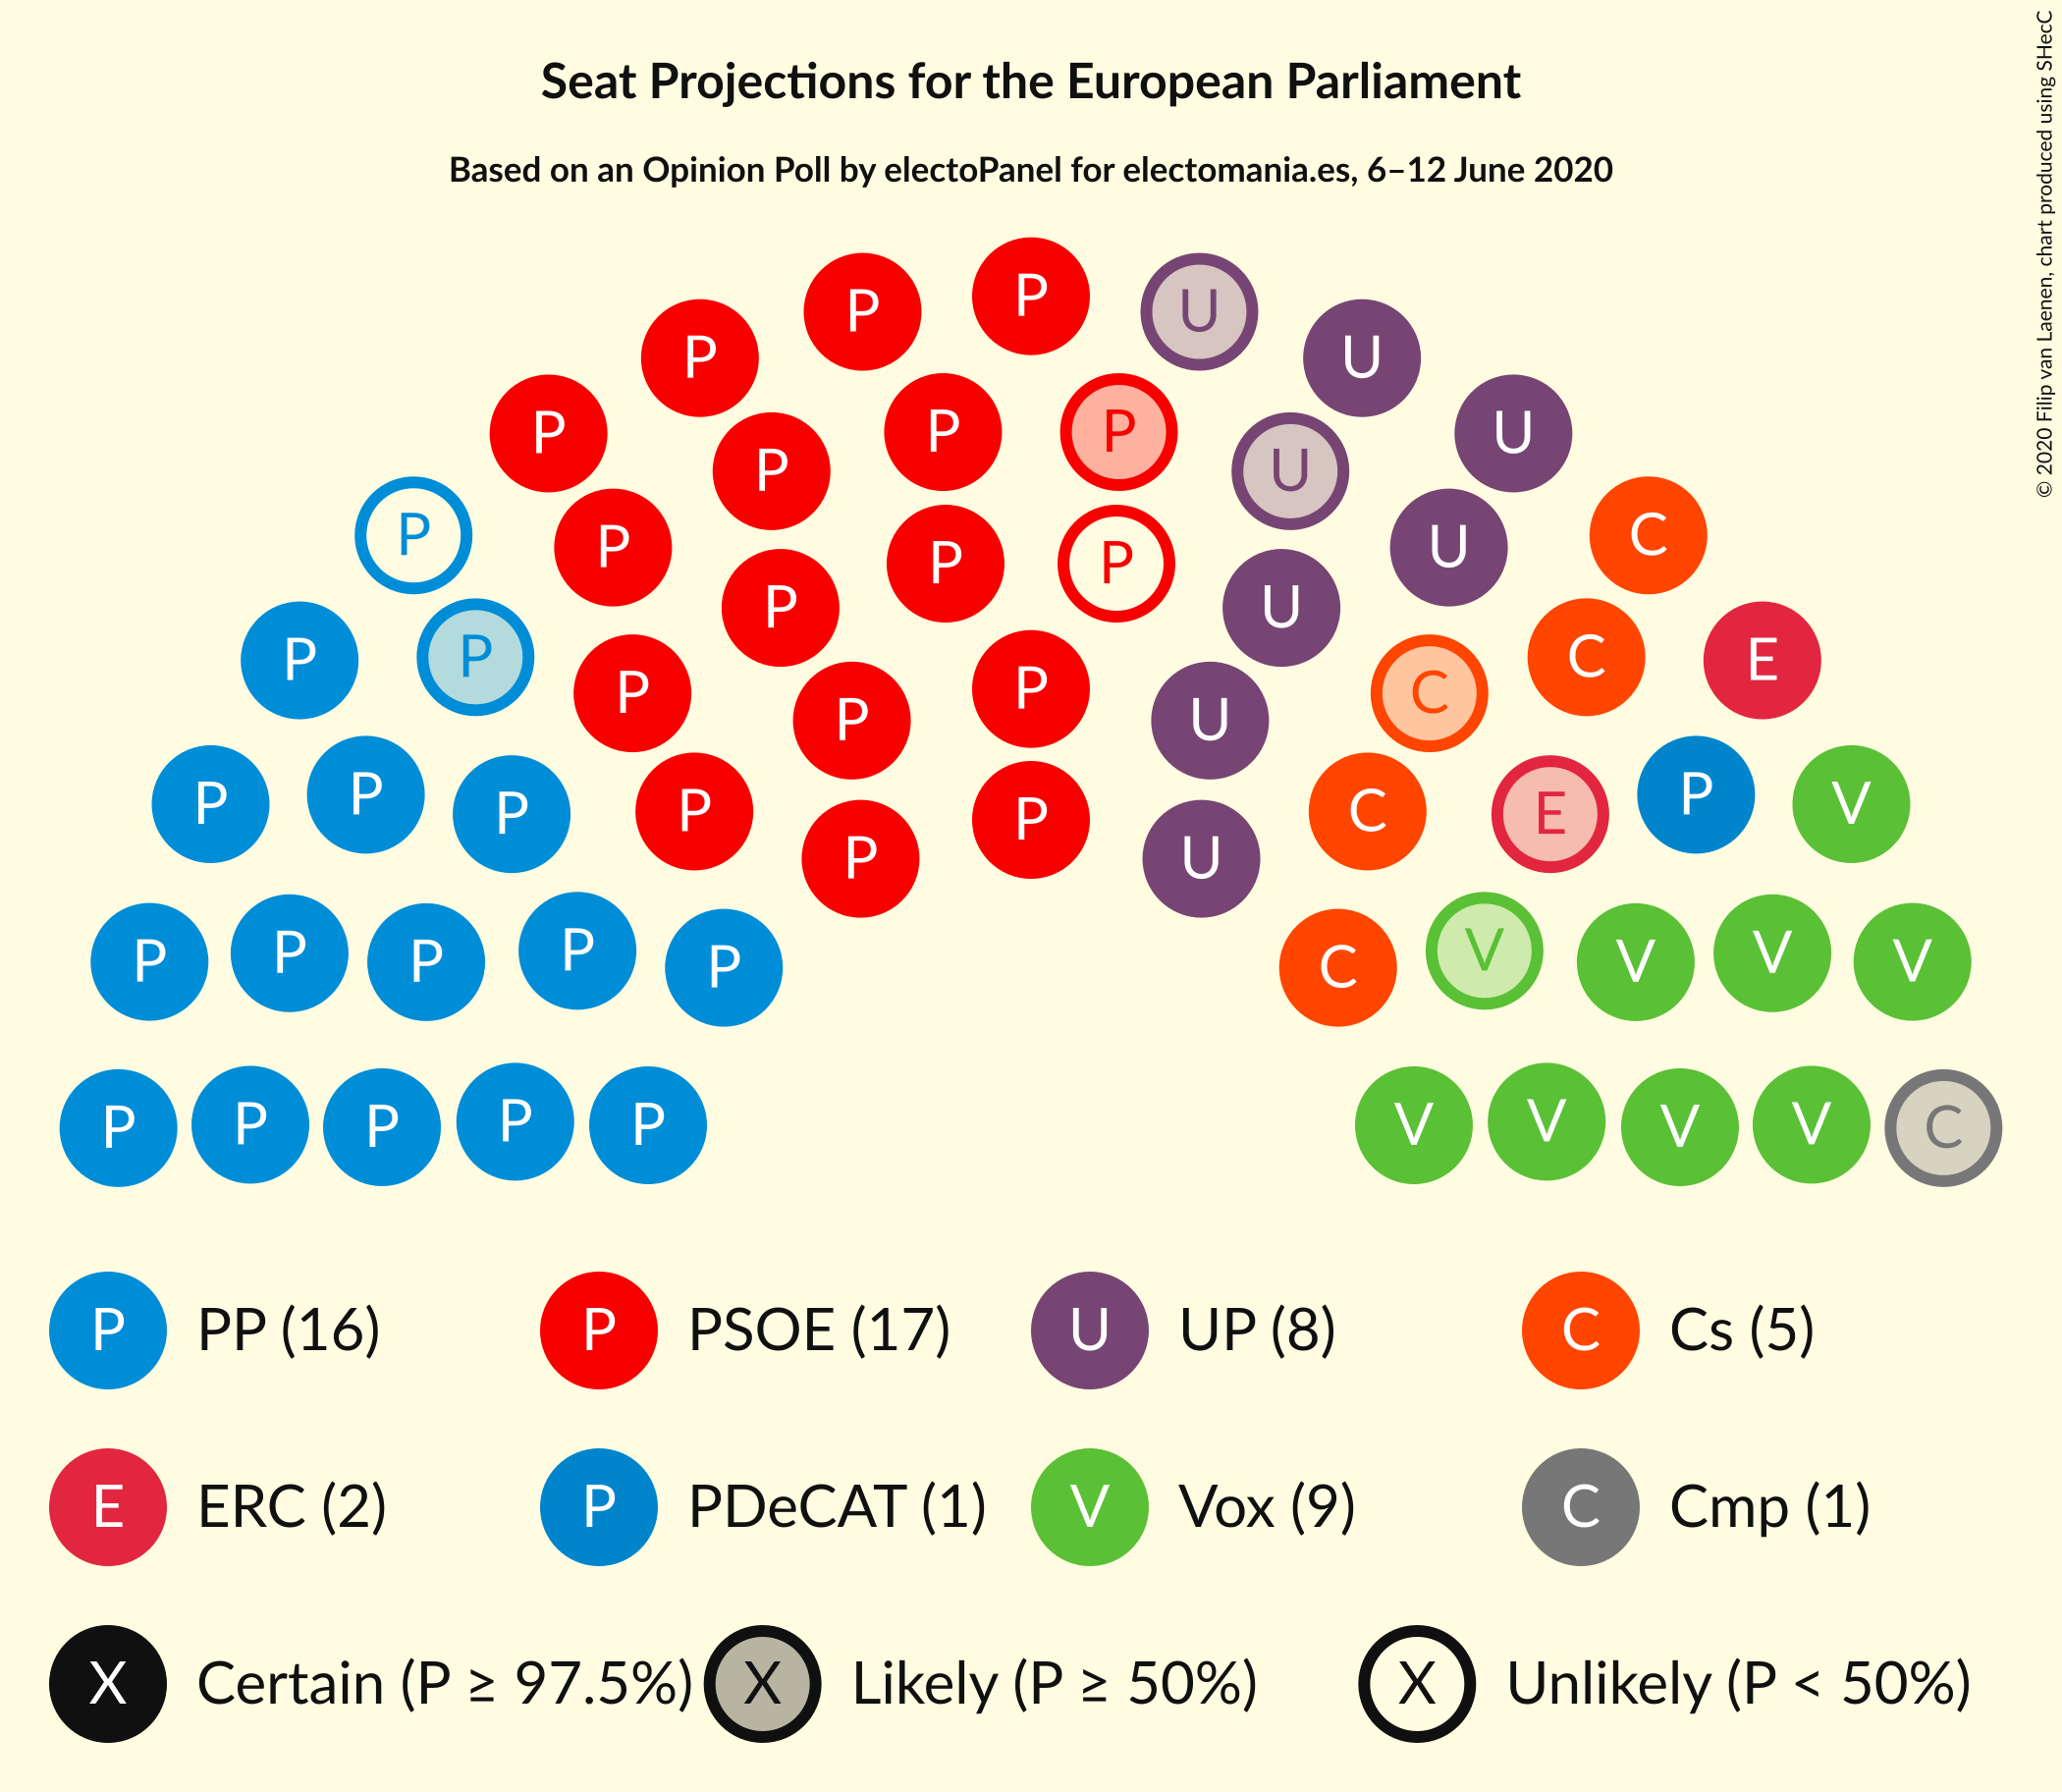 © 2020 Filip van Laenen, chart produced using SHecC
Seat Projections for the European Parliament
Based on an Opinion Poll by electoPanel for electomania.es, 6–12 June 2020
P
P U
P U
P P P U
P U
P C
P U
P P
P U
P P C E
P P C
P U
P P P V
P P P C E
P U
P P P P P C V V V V
P P P P P V V V V C
P PP (16) P PSOE (17) U UP (8) C Cs (5)
E ERC (2) P PDeCAT (1) V Vox (9) C Cmp (1)
X Certain (P ≥ 97.5%) X Likely (P ≥ 50%) X Unlikely (P < 50%)